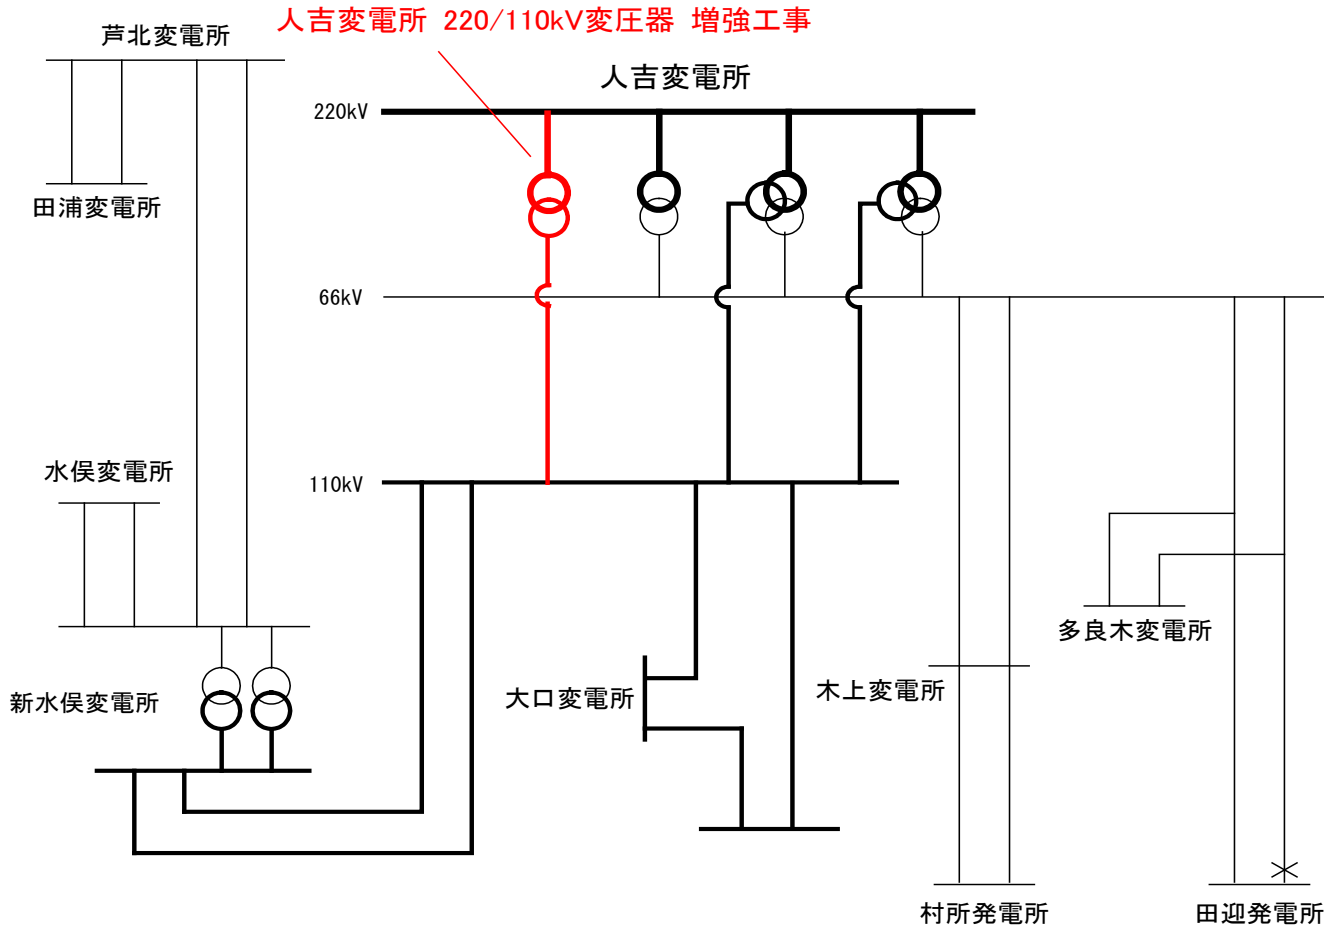 人吉変電所 220/110kV変圧器 増強工事
芦北変電所
人吉変電所
220kV
田浦変電所
66kV
水俣変電所
110kV
多良木変電所
新水俣変電所
大口変電所
木上変電所
村所発電所
田迎発電所